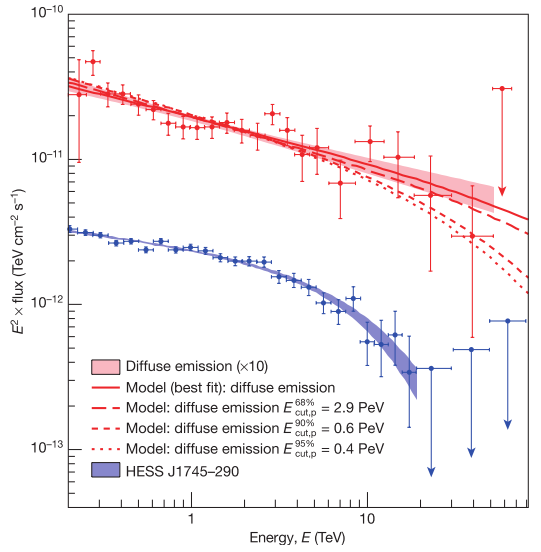 10⁻¹⁰
10⁻¹¹
10⁻¹²
10⁻¹³
E² × flux (TeV cm⁻² s⁻¹)
Diffuse emission (×10)
Model (best fit): diffuse emission
Model: diffuse emission E^68%_cut,p = 2.9 PeV
Model: diffuse emission E^90%_cut,p = 0.6 PeV
Model: diffuse emission E^95%_cut,p = 0.4 PeV
HESS J1745–290
1 10
Energy, E (TeV)